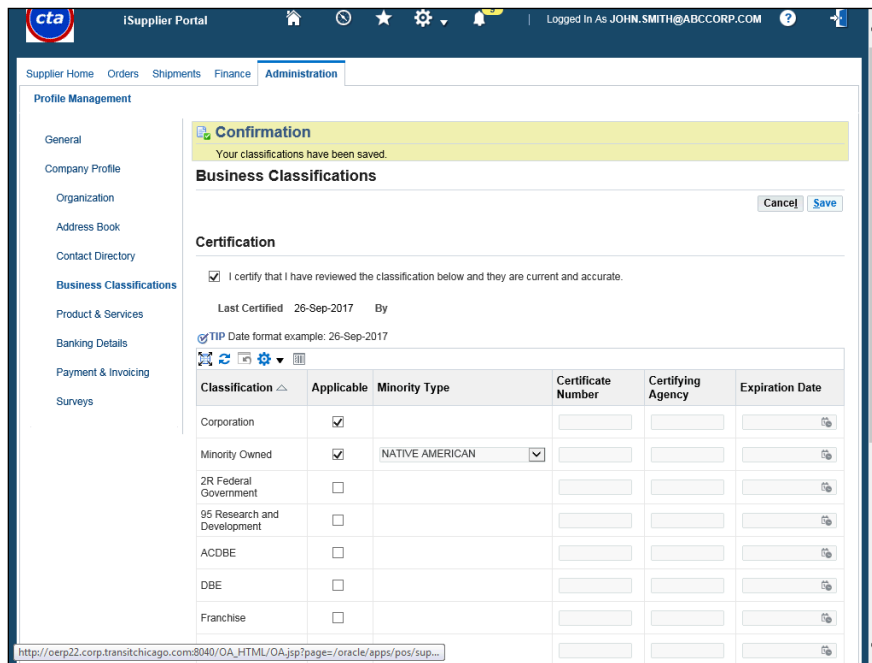 cta
iSupplier Portal
Logged In As JOHN.SMITH@ABCCORP.COM
?
Supplier Home Orders Shipments Finance Administration
Profile Management
General
Company Profile
Organization
Address Book
Contact Directory
Business Classifications
Product & Services
Banking Details
Payment & Invoicing
Surveys
Confirmation
Your classifications have been saved.
Business Classifications
Cancel Save
Certification
I certify that I have reviewed the classification below and they are current and accurate.
Last Certified 26-Sep-2017 By
TIP Date format example: 26-Sep-2017
Classification Applicable Minority Type Certificate Number Certifying Agency Expiration Date
Corporation
Minority Owned NATIVE AMERICAN
2R Federal
Government
95 Research and
Development
ACDBE
DBE
Franchise
http://oerp22.corp.transitchicago.com:8040/OA_HTML/OA.jsp?page=/oracle/apps/pos/sup...